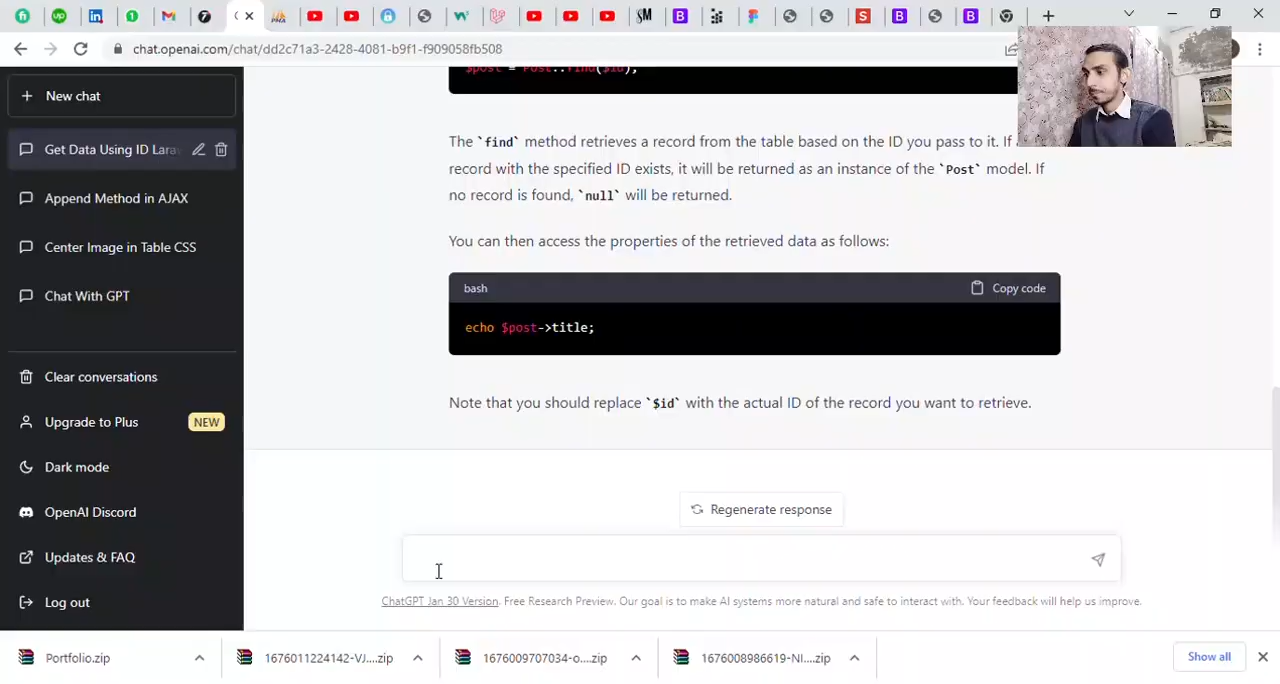 chat.openai.com/chat/dd2c71a3-2428-4081-b9f1-f909058fb508
New chat
Get Data Using ID Lara
Append Method in AJAX
Center Image in Table CSS
Chat With GPT
Clear conversations
Upgrade to Plus NEW
Dark mode
OpenAI Discord
Updates & FAQ
Log out
$post = Post::find($id);
The `find` method retrieves a record from the table based on the ID you pass to it. If
record with the specified ID exists, it will be returned as an instance of the `Post` model. If
no record is found, `null` will be returned.
You can then access the properties of the retrieved data as follows:
bash Copy code
echo $post->title;
Note that you should replace `$id` with the actual ID of the record you want to retrieve.
Regenerate response
ChatGPT Jan 30 Version. Free Research Preview. Our goal is to make AI systems more natural and safe to interact with. Your feedback will help us improve.
Portfolio.zip 1676011224142-VJ....zip 1676009707034-o....zip 1676008986619-NI....zip Show all